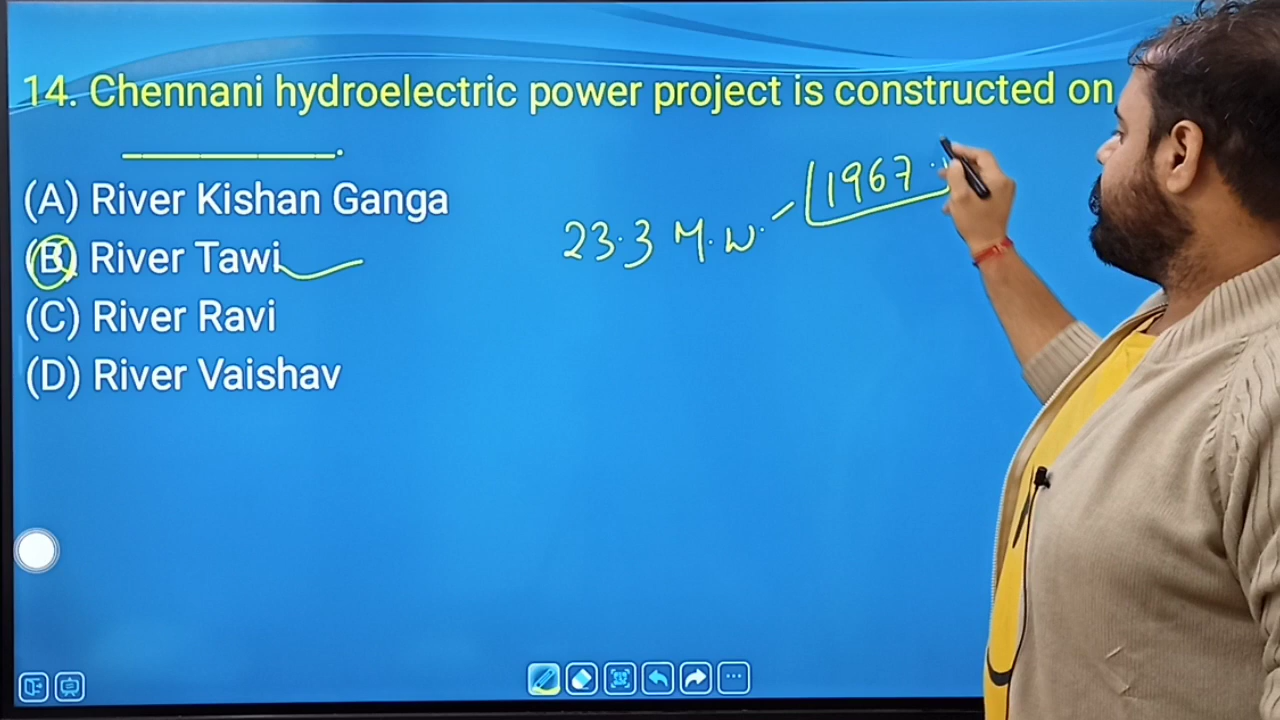 14. Chennani hydroelectric power project is constructed on
___________.
(A) River Kishan Ganga
(B) River Tawi
(C) River Ravi
(D) River Vaishav
23.3 M.W. - 1967